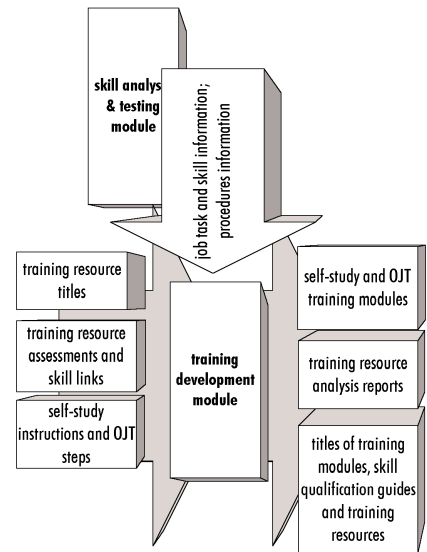 skill analys
& testing
module
job task and skill information;
procedures information
training resource
titles
training resource
assessments and
skill links
self-study
instructions and OJT
steps
training
development
module
self-study and OJT
training modules
training resource
analysis reports
titles of training
modules, skill
qualification guides
and training
resources